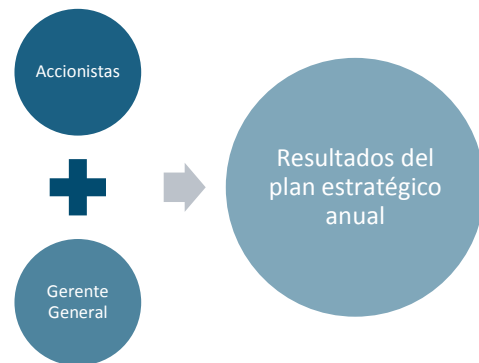 Accionistas
Gerente
General
Resultados del
plan estratégico
anual